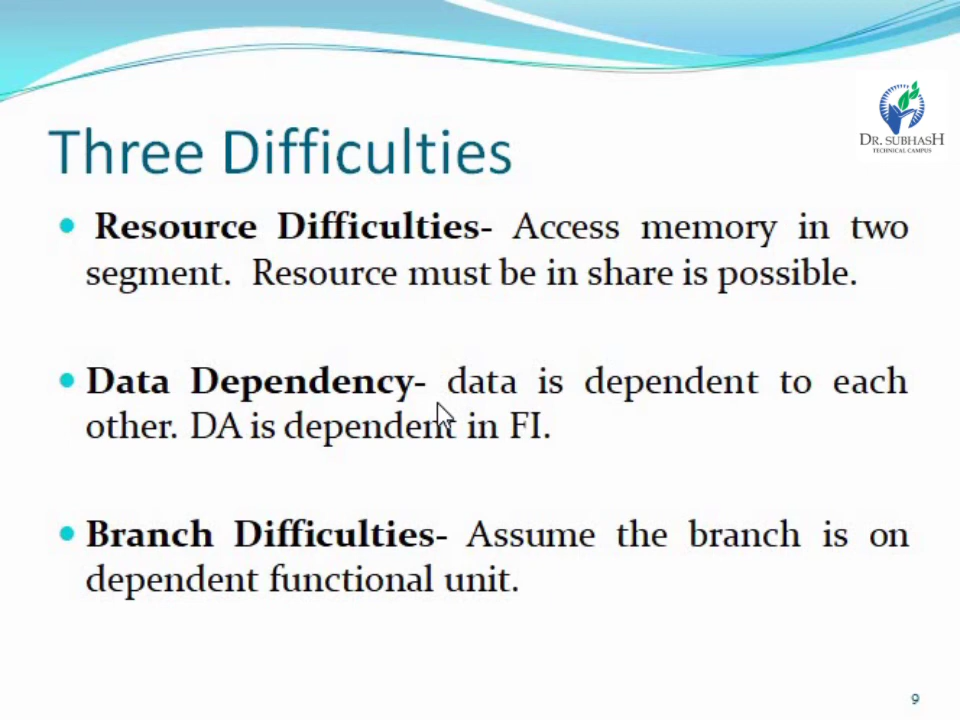 DR. SUBHASH
TECHNICAL CAMPUS
Three Difficulties
Resource Difficulties- Access memory in two
segment. Resource must be in share is possible.
Data Dependency- data is dependent to each
other. DA is dependent in FI.
Branch Difficulties- Assume the branch is on
dependent functional unit.
9